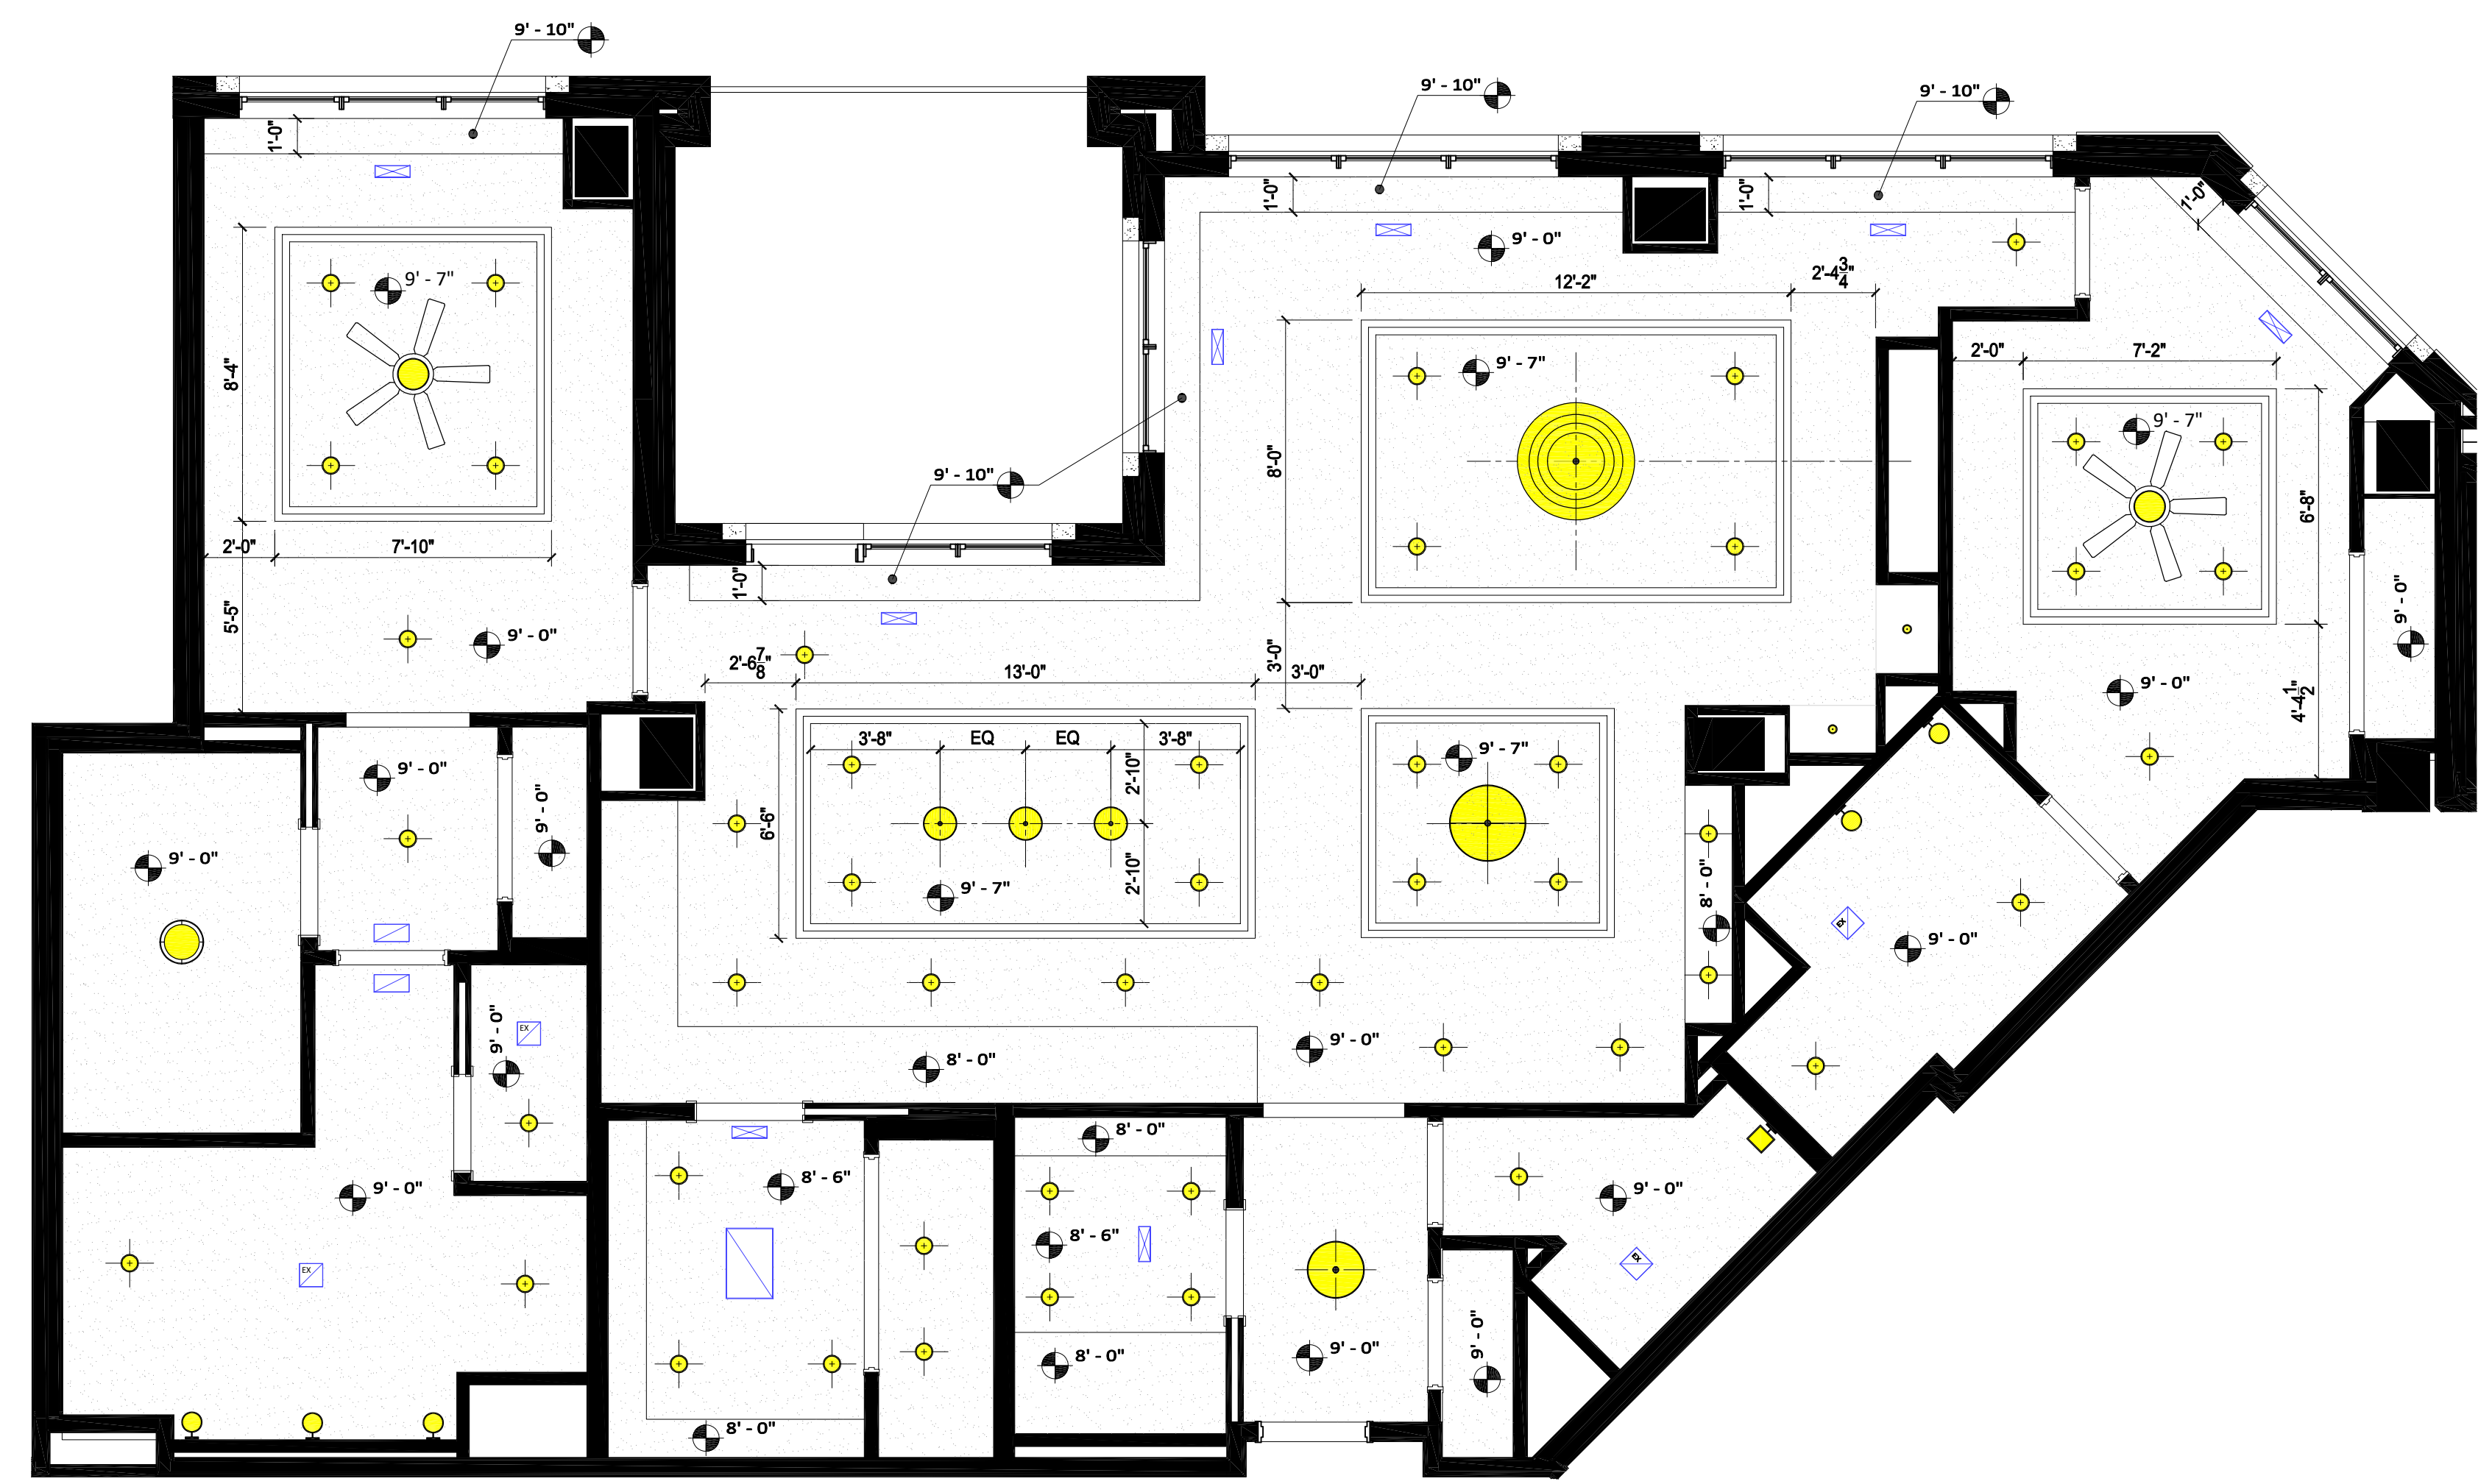 9' - 10"
9' - 10"
9' - 10"
1'-0"
1'-0"
1'-0"
1'-0"
9' - 0"
12'-2"
2'-4 3/4"
9' - 7"
8'-4"
9' - 7"
2'-0"
7'-2"
9' - 7"
8'-0"
9' - 10"
6'-8"
2'-0"
7'-10"
1'-0"
9' - 0"
5'-5"
9' - 0"
2'-6 7/8"
13'-0"
3'-0"
3'-0"
9' - 0"
4'-4 1/2"
3'-8"
EQ
EQ
3'-8"
9' - 7"
9' - 0"
2'-10"
6'-6"
9' - 0"
9' - 0"
2'-10"
9' - 7"
8' - 0"
EX
9' - 0"
9' - 0"
EX
9' - 0"
8' - 0"
8' - 0"
9' - 0"
8' - 6"
9' - 0"
8' - 6"
EX
EX
9' - 0"
8' - 0"
9' - 0"
8' - 0"